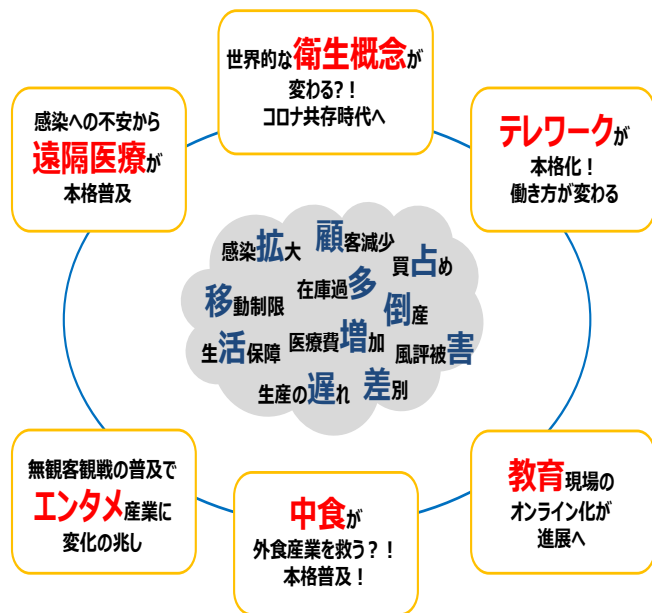 世界的な衛生概念が
変わる?!
コロナ共存時代へ
感染への不安から
遠隔医療が
本格普及
テレワークが
本格化!
働き方が変わる
感染拡大
顧客減少
買占め
移動制限
在庫過多
倒産
生活保障
医療費増加
風評被害
生産の遅れ
差別
無観客観戦の普及で
エンタメ産業に
変化の兆し
中食が
外食産業を救う?!
本格普及!
教育現場の
オンライン化が
進展へ